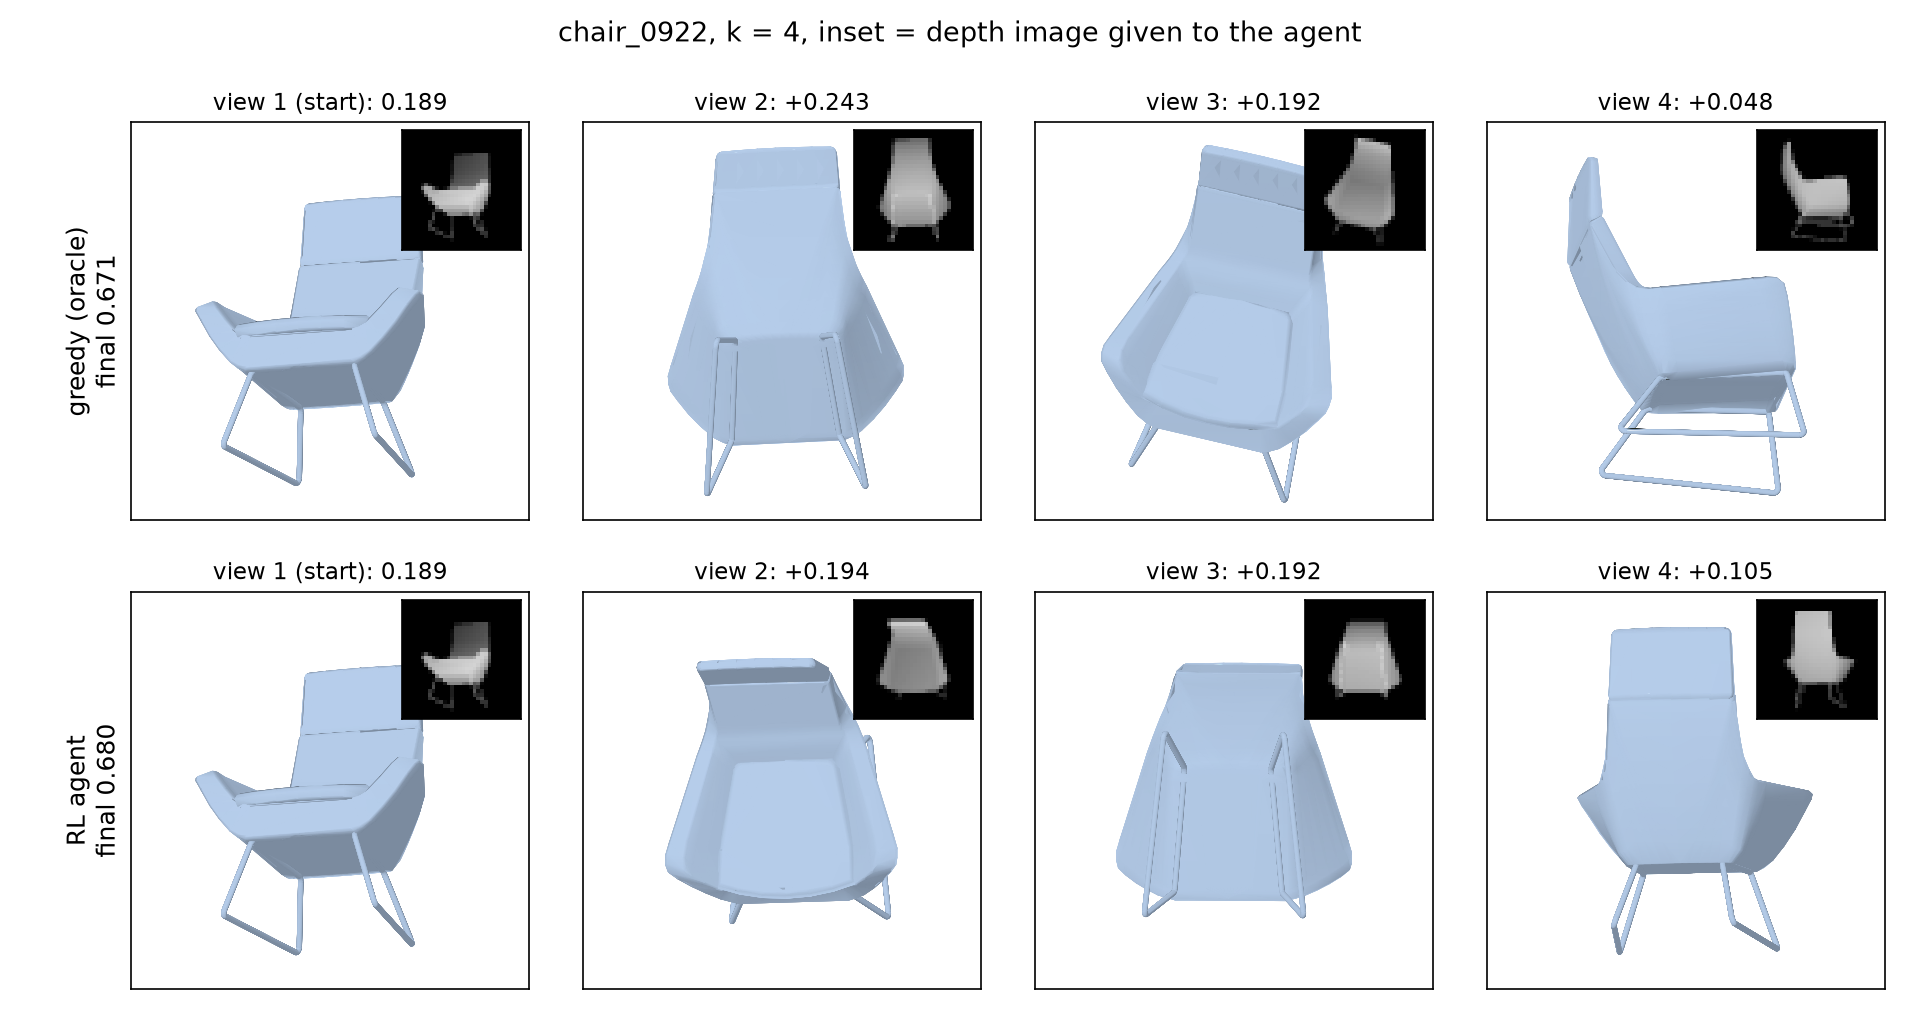 chair_0922, k = 4, inset = depth image given to the agent
greedy (oracle)
final 0.671
view 1 (start): 0.189
view 2: +0.243
view 3: +0.192
view 4: +0.048
RL agent
final 0.680
view 1 (start): 0.189
view 2: +0.194
view 3: +0.192
view 4: +0.105